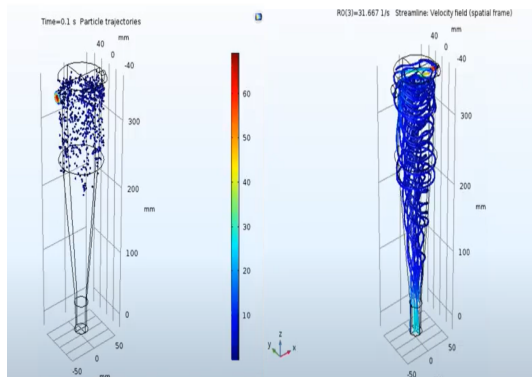 Time=0.1 s Particle trajectories
mm
40
0
-40
300
200
mm
100
0
50
0
-50
mm
60
50
40
30
20
10
R0(3)=31.667 1/s Streamline: Velocity field (spatial frame)
mm
40
0
-40
300
200
mm
100
0
50
0
-50
z
y
x